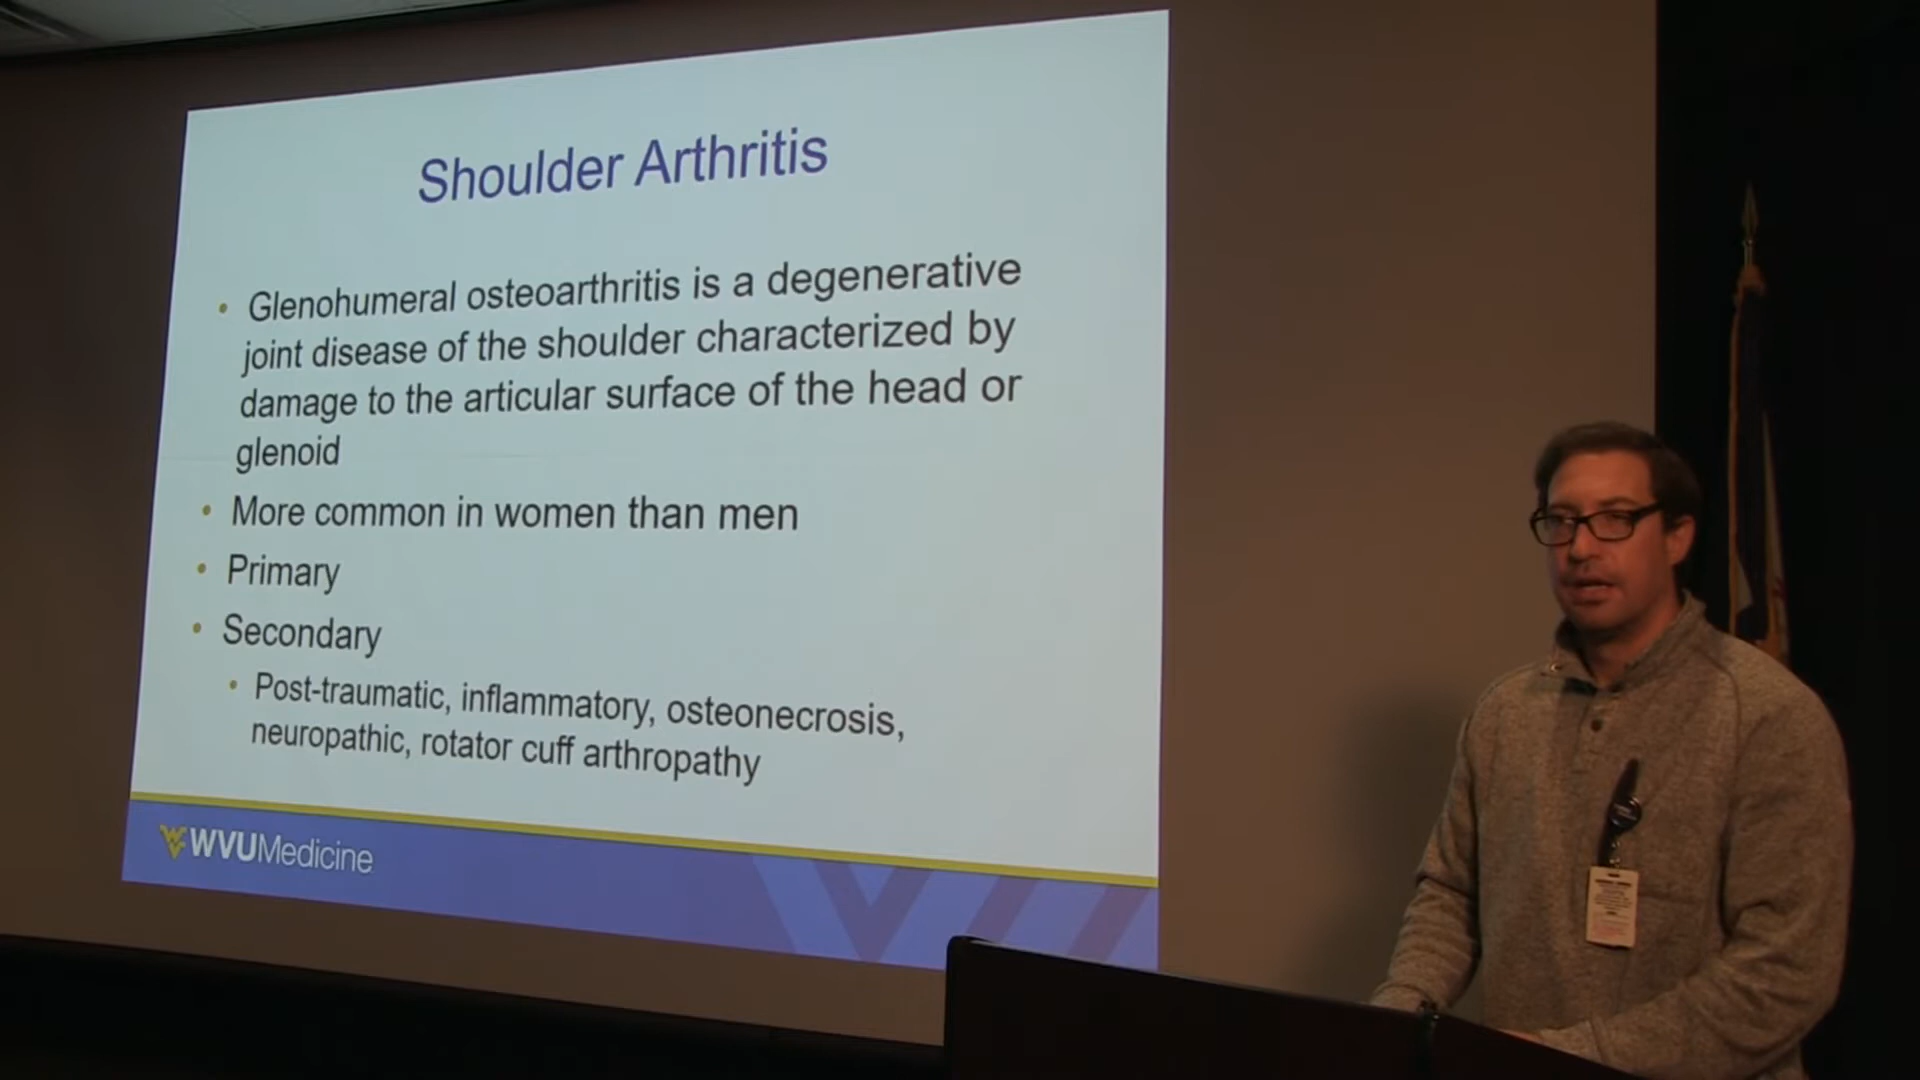 Shoulder Arthritis
• Glenohumeral osteoarthritis is a degenerative
joint disease of the shoulder characterized by
damage to the articular surface of the head or
glenoid
• More common in women than men
• Primary
• Secondary
• Post-traumatic, inflammatory, osteonecrosis,
neuropathic, rotator cuff arthropathy
WVUMedicine